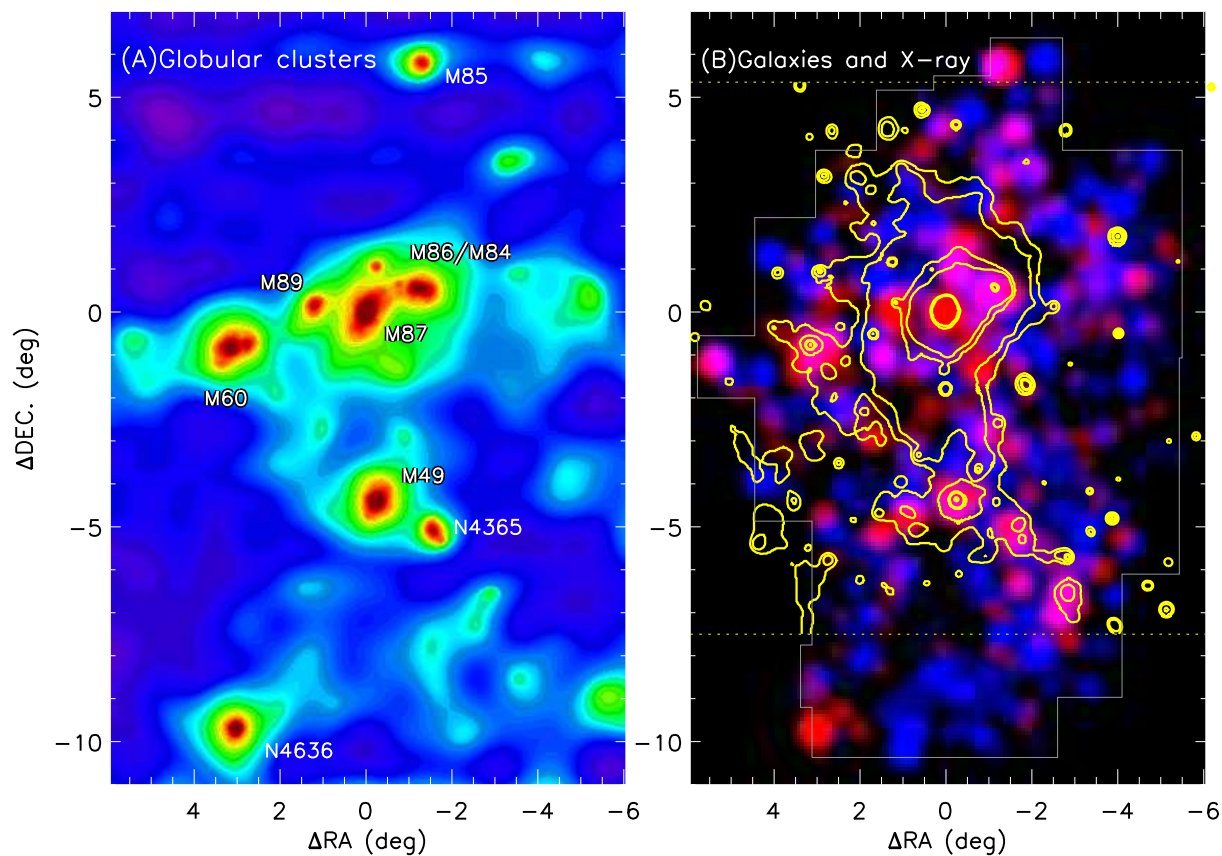 (A)Globular clusters
(B)Galaxies and X-ray
M85
M86/M84
M89
M87
M60
M49
N4365
N4636
ΔDEC. (deg)
5
0
−5
−10
4
2
0
−2
−4
−6
ΔRA (deg)
5
0
−5
−10
4
2
0
−2
−4
−6
ΔRA (deg)